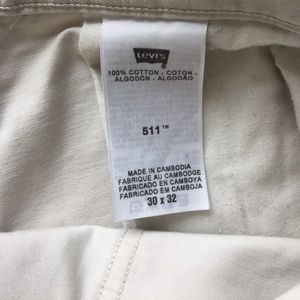 Levi's
100% COTTON - COTON -
ALGODÓN - ALGODÃO
511™
MADE IN CAMBODIA
FABRIQUE AU CAMBODGE
FABRICADO EN CAMBOYA
FABRICADO EM CAMBOJA
30 x 32